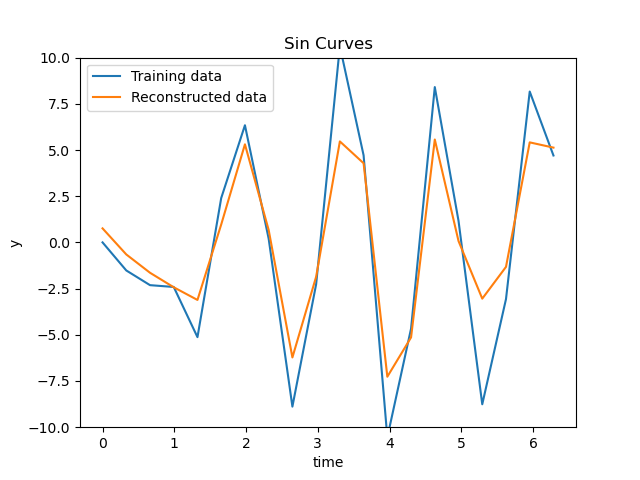 Sin Curves
Training data
Reconstructed data
10.0
7.5
5.0
2.5
0.0
−2.5
−5.0
−7.5
−10.0
y
0 1 2 3 4 5 6
time